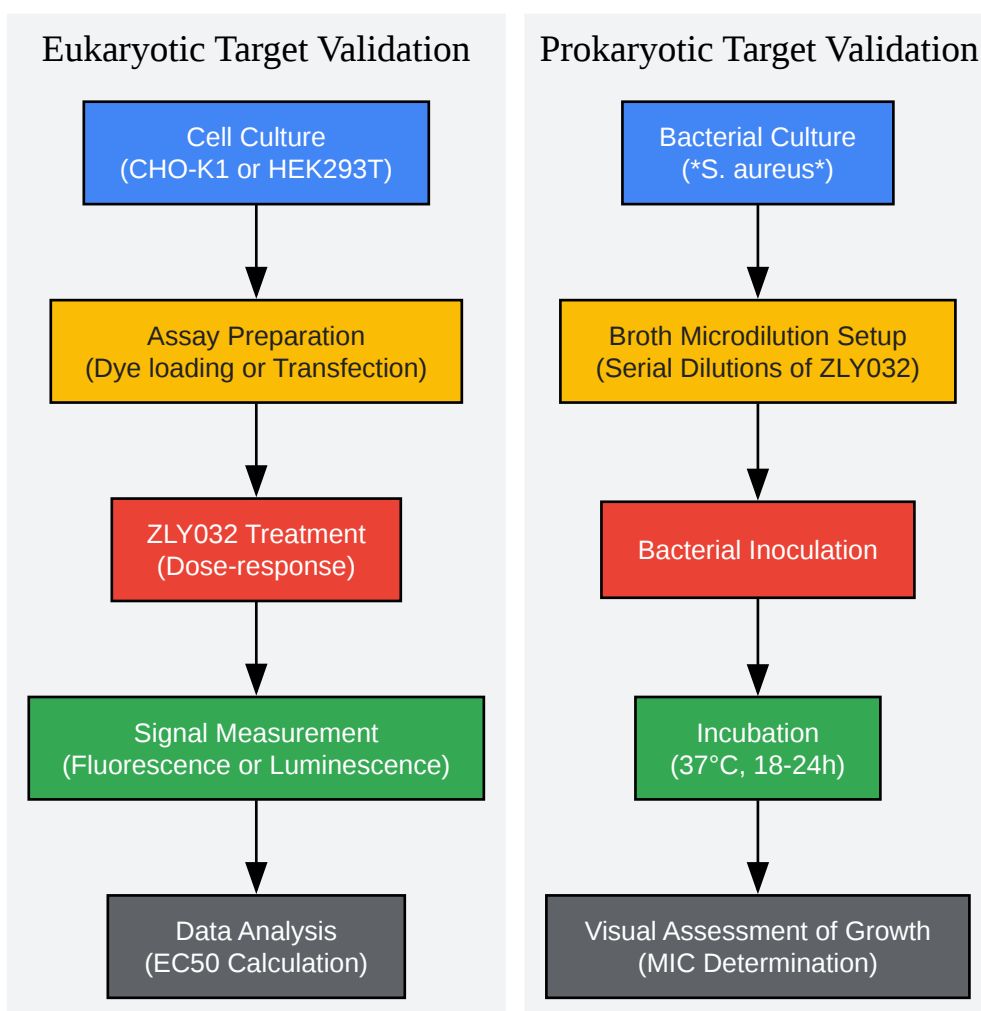 Eukaryotic Target Validation
Cell Culture
(CHO-K1 or HEK293T)
Assay Preparation
(Dye loading or Transfection)
ZLY032 Treatment
(Dose-response)
Signal Measurement
(Fluorescence or Luminescence)
Data Analysis
(EC50 Calculation)
Prokaryotic Target Validation
Bacterial Culture
(*S. aureus*)
Broth Microdilution Setup
(Serial Dilutions of ZLY032)
Bacterial Inoculation
Incubation
(37°C, 18-24h)
Visual Assessment of Growth
(MIC Determination)